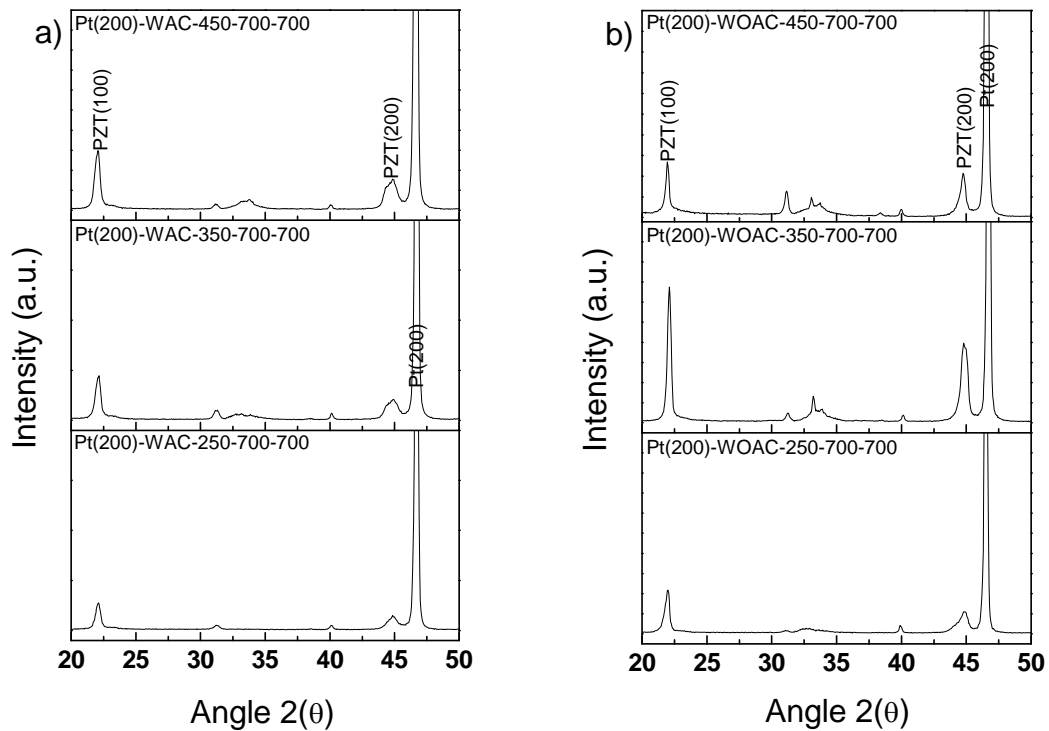 a)
Pt(200)-WAC-450-700-700
PZT(100)
PZT(200)
Pt(200)-WAC-350-700-700
Pt(200)
Pt(200)-WAC-250-700-700
Intensity (a.u.)
20 25 30 35 40 45 50
Angle 2(θ)
b)
Pt(200)-WOAC-450-700-700
PZT(100)
PZT(200)
Pt(200)
Pt(200)-WOAC-350-700-700
Pt(200)-WOAC-250-700-700
Intensity (a.u.)
20 25 30 35 40 45 50
Angle 2(θ)